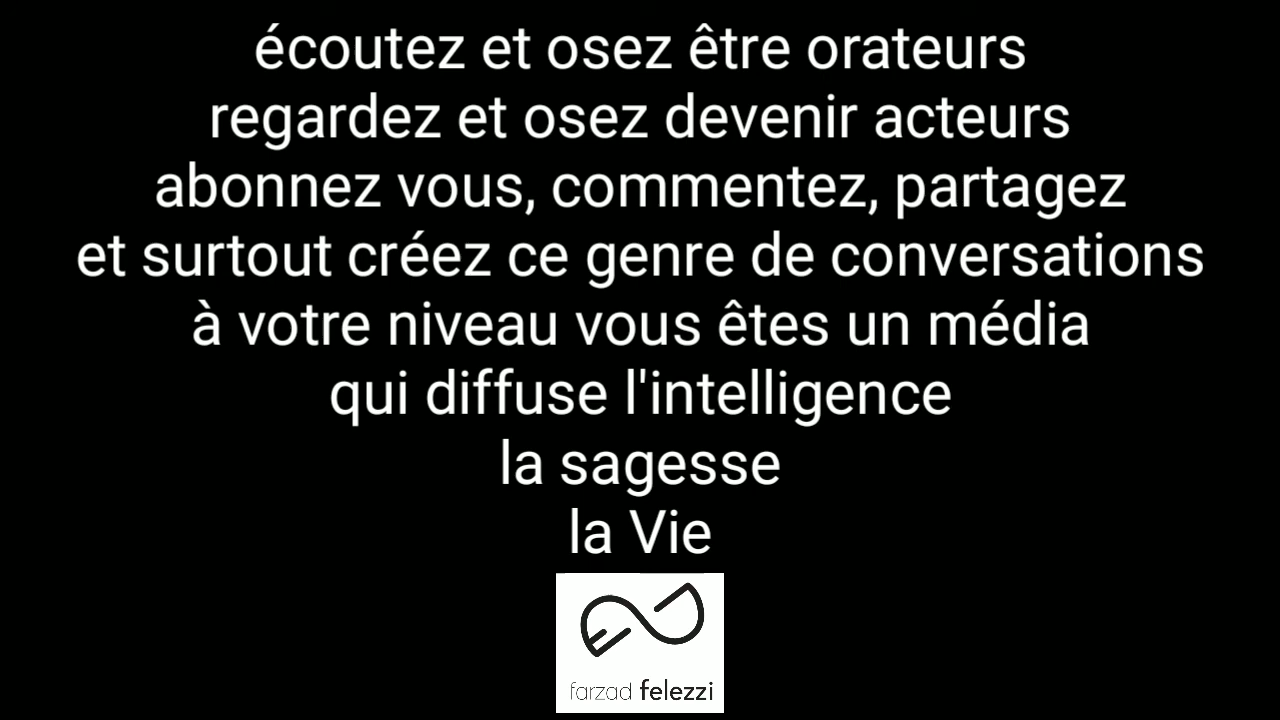 écoutez et osez être orateurs
regardez et osez devenir acteurs
abonnez vous, commentez, partagez
et surtout créez ce genre de conversations
à votre niveau vous êtes un média
qui diffuse l'intelligence
la sagesse
la Vie
farzad felezzi